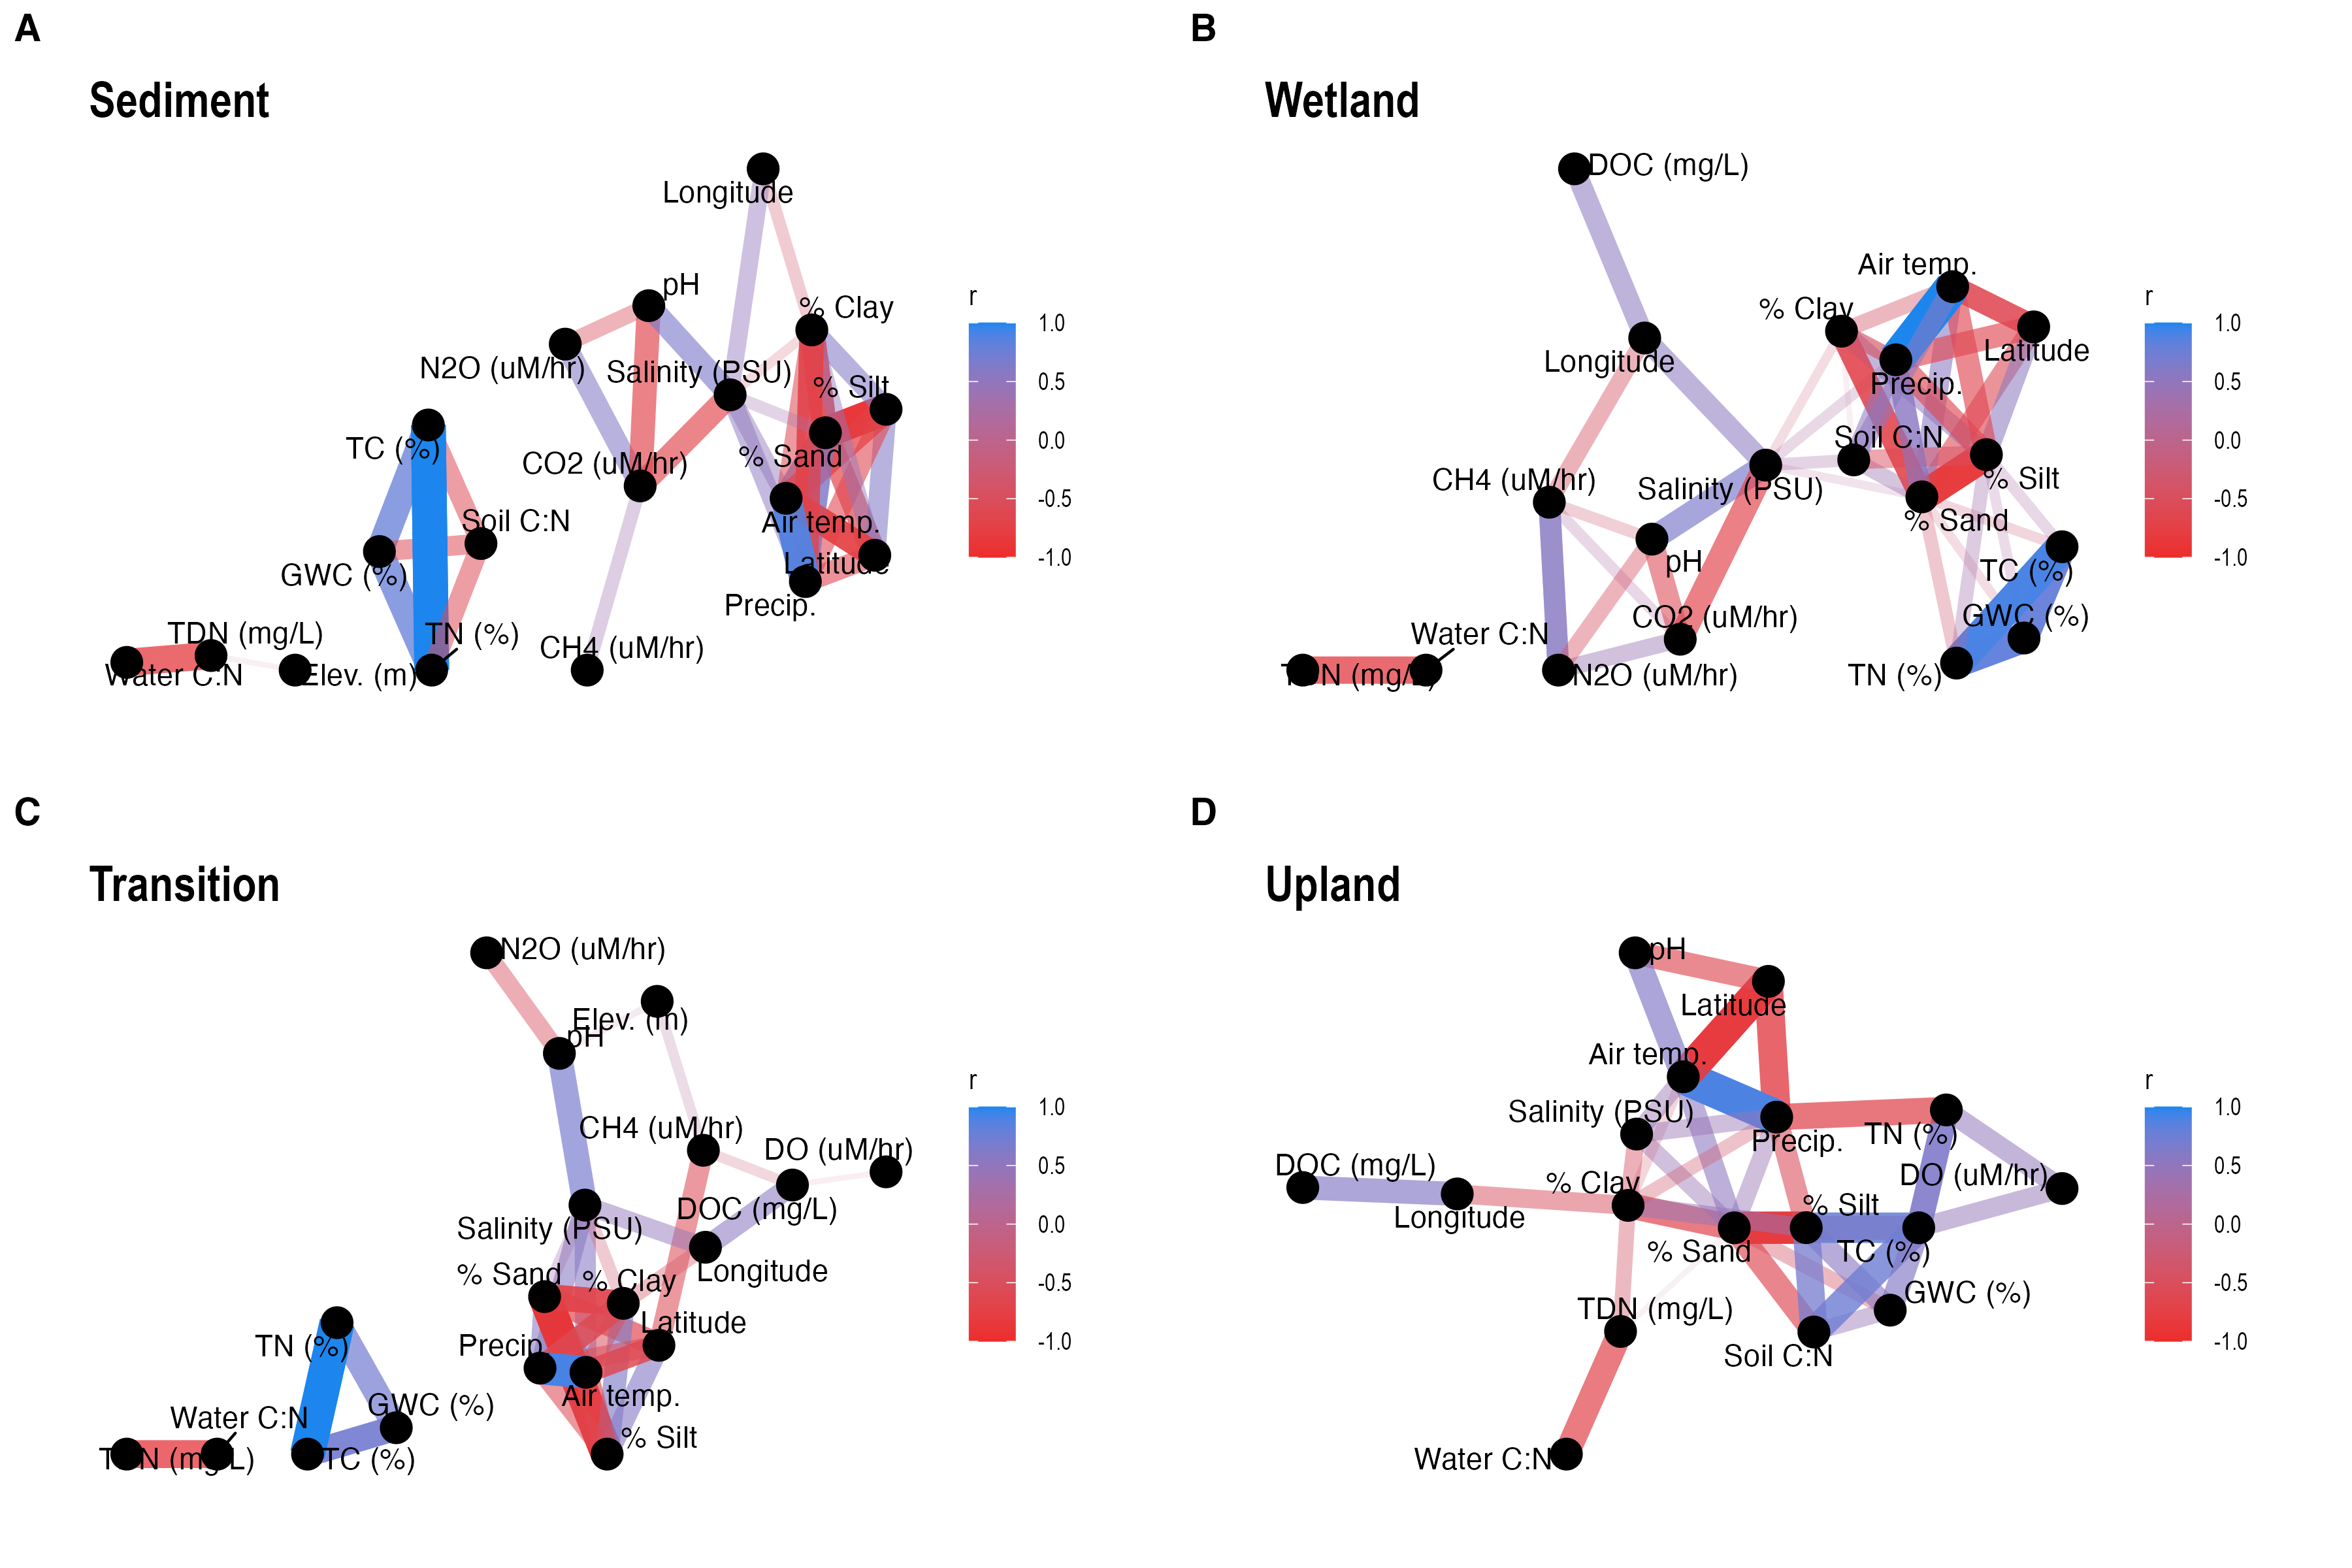 A
Sediment
Longitude
pH
% Clay
N2O (uM/hr)
Salinity (PSU)
% Silt
TC (%)
% Sand
CO2 (uM/hr)
Soil C:N
Air temp.
GWC (%)
Latitude
Precip.
TDN (mg/L)
TN (%)
CH4 (uM/hr)
Water C:N
Elev. (m)
r
1.0
0.5
0.0
-0.5
-1.0
B
Wetland
DOC (mg/L)
Air temp.
% Clay
Latitude
Longitude
Precip.
Soil C:N
CH4 (uM/hr)
Salinity (PSU)
% Silt
% Sand
pH
TC (%)
CO2 (uM/hr)
GWC (%)
Water C:N
TDN (mg/L)
N2O (uM/hr)
TN (%)
r
1.0
0.5
0.0
-0.5
-1.0
C
Transition
N2O (uM/hr)
Elev. (m)
pH
CH4 (uM/hr)
DO (uM/hr)
DOC (mg/L)
Salinity (PSU)
Longitude
% Sand
% Clay
Latitude
Precip.
TN (%)
Air temp.
GWC (%)
Water C:N
% Silt
TDN (mg/L)
TC (%)
r
1.0
0.5
0.0
-0.5
-1.0
D
Upland
pH
Latitude
Air temp.
Salinity (PSU)
Precip.
TN (%)
DOC (mg/L)
DO (uM/hr)
% Clay
Longitude
% Silt
% Sand
TC (%)
GWC (%)
TDN (mg/L)
Soil C:N
Water C:N
r
1.0
0.5
0.0
-0.5
-1.0